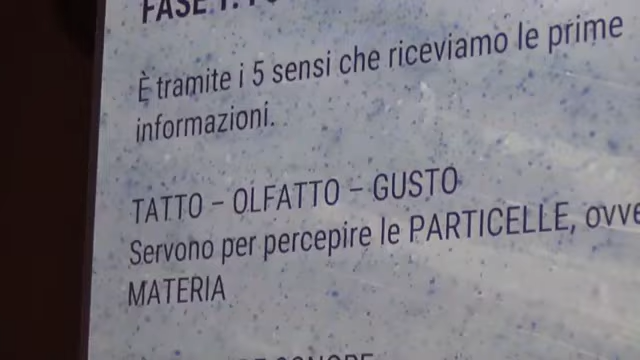 FASE 1:
È tramite i 5 sensi che riceviamo le prime
informazioni.
TATTO – OLFATTO – GUSTO
Servono per percepire le PARTICELLE,
MATERIA